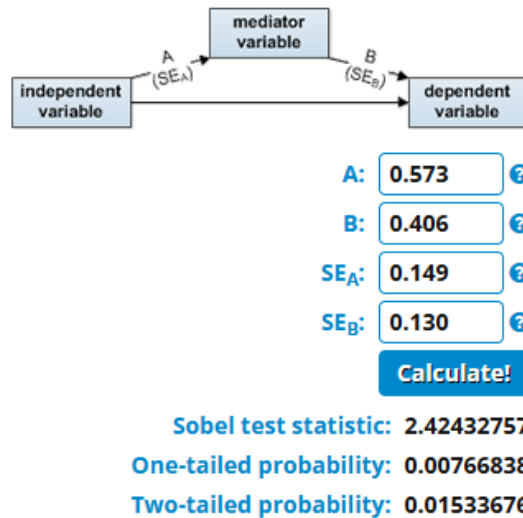 mediator
variable
A
(SEA)
B
(SEB)
independent
variable
dependent
variable
A: 0.573 ?
B: 0.406 ?
SEA: 0.149 ?
SEB: 0.130 ?
Calculate!
Sobel test statistic: 2.42432757
One-tailed probability: 0.00766838
Two-tailed probability: 0.01533676